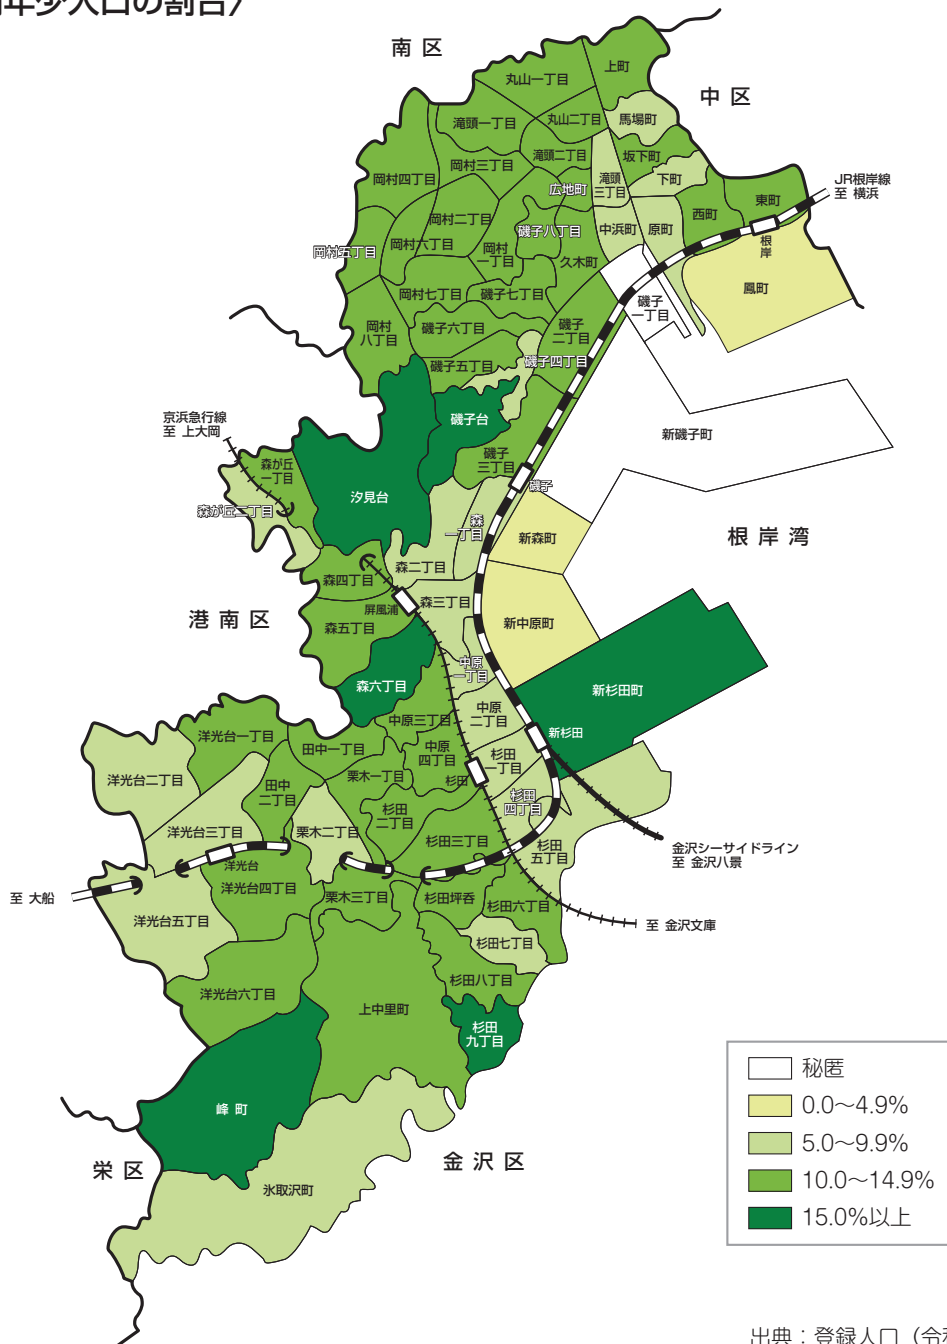 年少人口の割合〉
南区
中区
丸山一丁目
上町
馬場町
滝頭一丁目
丸山二丁目
滝頭二丁目
坂下町
岡村三丁目
岡村四丁目
広地町
滝頭
三丁目
下町
JR根岸線
至 横浜
東町
西町
岡村二丁目
磯子八丁目
中浜町
原町
岡村五丁目
岡村六丁目
岡村
一丁目
久木町
根
岸
鳳町
岡村七丁目
磯子七丁目
磯子
一丁目
岡村
八丁目
磯子六丁目
磯子
二丁目
磯子五丁目
磯子四丁目
京浜急行線
至 上大岡
磯子台
新磯子町
森が丘
一丁目
磯子
三丁目
汐見台
磯子
森が丘二丁目
森
一丁目
新森町
根岸湾
森二丁目
森四丁目
港南区
屏風浦
森三丁目
森五丁目
新中原町
中原
一丁目
森六丁目
新杉田町
中原三丁目
中原
二丁目
新杉田
洋光台一丁目
田中一丁目
中原
四丁目
杉田
一丁目
洋光台二丁目
栗木一丁目
杉田
田中
二丁目
杉田
四丁目
杉田
二丁目
洋光台三丁目
栗木二丁目
杉田三丁目
杉田
五丁目
金沢シーサイドライン
至 金沢八景
洋光台
至 大船
洋光台四丁目
栗木三丁目
杉田坪呑
杉田六丁目
洋光台五丁目
至 金沢文庫
杉田七丁目
杉田八丁目
洋光台六丁目
上中里町
杉田
九丁目
峰町
秘匿
0.0～4.9%
5.0～9.9%
10.0～14.9%
15.0%以上
栄区
金沢区
氷取沢町
出典：登録人口（令